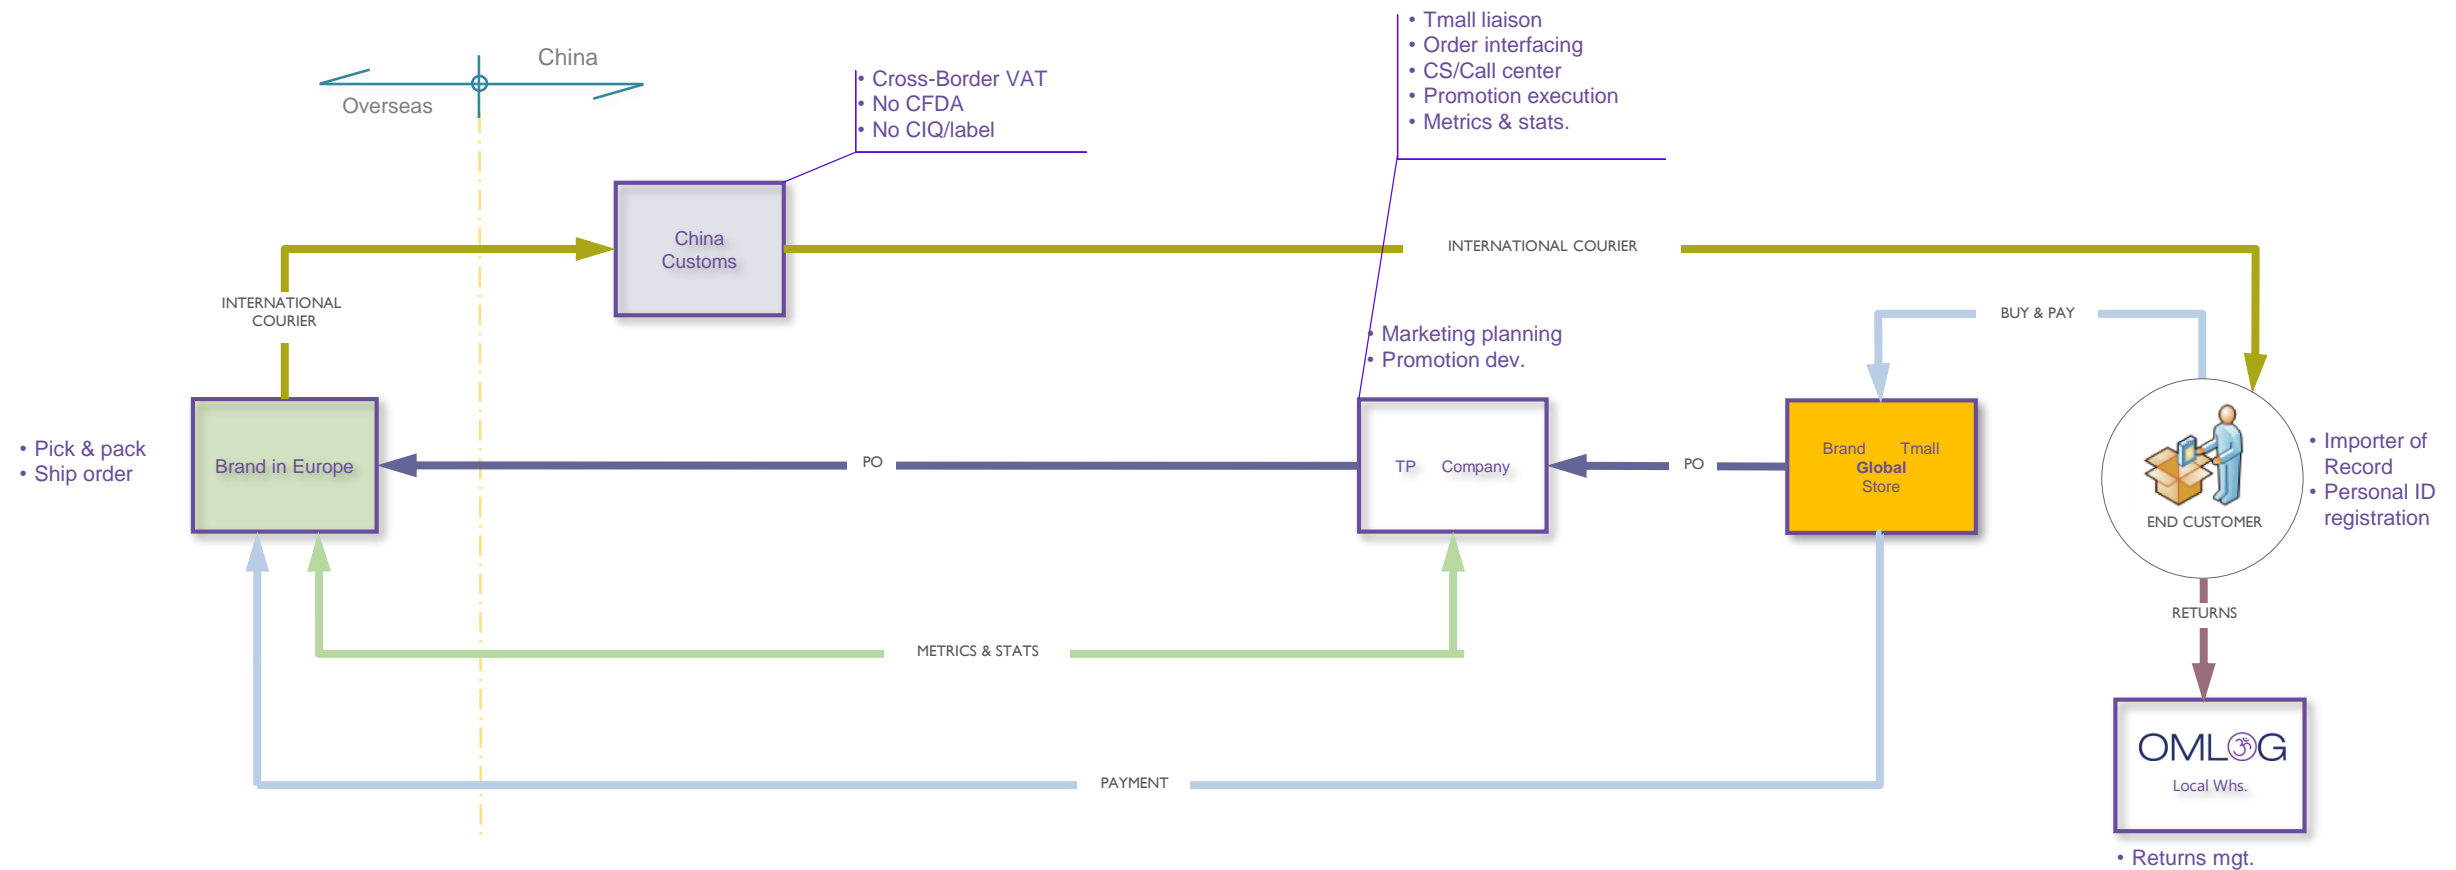 • Tmall liaison
• Order interfacing
• CS/Call center
• Promotion execution
• Metrics & stats.
China
Overseas
• Cross-Border VAT
• No CFDA
• No CIQ/label
China
Customs
INTERNATIONAL COURIER
INTERNATIONAL
COURIER
BUY & PAY
• Marketing planning
• Promotion dev.
• Pick & pack
• Ship order
Brand in Europe
PO
TP Company
PO
Brand Tmall
Global
Store
END CUSTOMER
• Importer of
Record
• Personal ID
registration
RETURNS
METRICS & STATS
PAYMENT
OMLOG
Local Whs.
• Returns mgt.